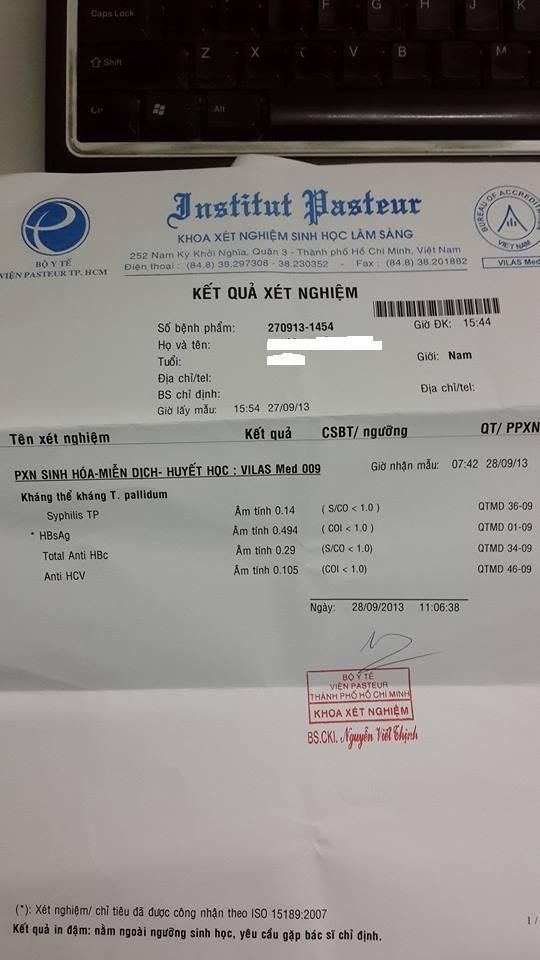 Caps Lock
F G H J K
Shift Z X C V B M
Alt
BỘ Y TẾ
VIỆN PASTEUR TP. HCM
Institut Pasteur
KHOA XÉT NGHIỆM SINH HỌC LÂM SÀNG
252 Nam Kỳ Khởi Nghĩa, Quận 3 - Thành phố Hồ Chí Minh, Việt Nam
Điện thoại : (84.8) 38.297308 - 38.230352 - Fax : (84.8) 38.201882
BUREAU OF
VIET NAM
VILAS Med
KẾT QUẢ XÉT NGHIỆM
Số bệnh phẩm: 270913-1454 Giờ ĐK: 15:44
Họ và tên:
Tuổi: Giới: Nam
Địa chỉ/tel: Địa chỉ/tel:
BS chỉ định:
Giờ lấy mẫu: 15:54 27/09/13
Tên xét nghiệm Kết quả CSBT/ ngưỡng QT/ PPXN
PXN SINH HÓA-MIỄN DỊCH- HUYẾT HỌC : VILAS Med 009 Giờ nhận mẫu: 07:42 28/09/13
Kháng thể kháng T. pallidum
Syphilis TP Âm tính 0.14 ( S/CO < 1.0 ) QTMD 36-09
* HBsAg Âm tính 0.494 ( COI < 1.0 ) QTMD 01-09
Total Anti HBc Âm tính 0.29 (S/CO < 1.0) QTMD 34-09
Anti HCV Âm tính 0.105 (COI < 1.0) QTMD 46-09
Ngày: 28/09/2013 11:06:38
BỘ Y TẾ
VIỆN PASTEUR
THÀNH PHỐ HỒ CHÍ MINH
KHOA XÉT NGHIỆM
BS.CKI. Nguyễn Viết Thịnh
(*): Xét nghiệm/ chỉ tiêu đã được công nhận theo ISO 15189:2007
Kết quả in đậm: nằm ngoài ngưỡng sinh học, yêu cầu gặp bác sĩ chỉ định.
1 /